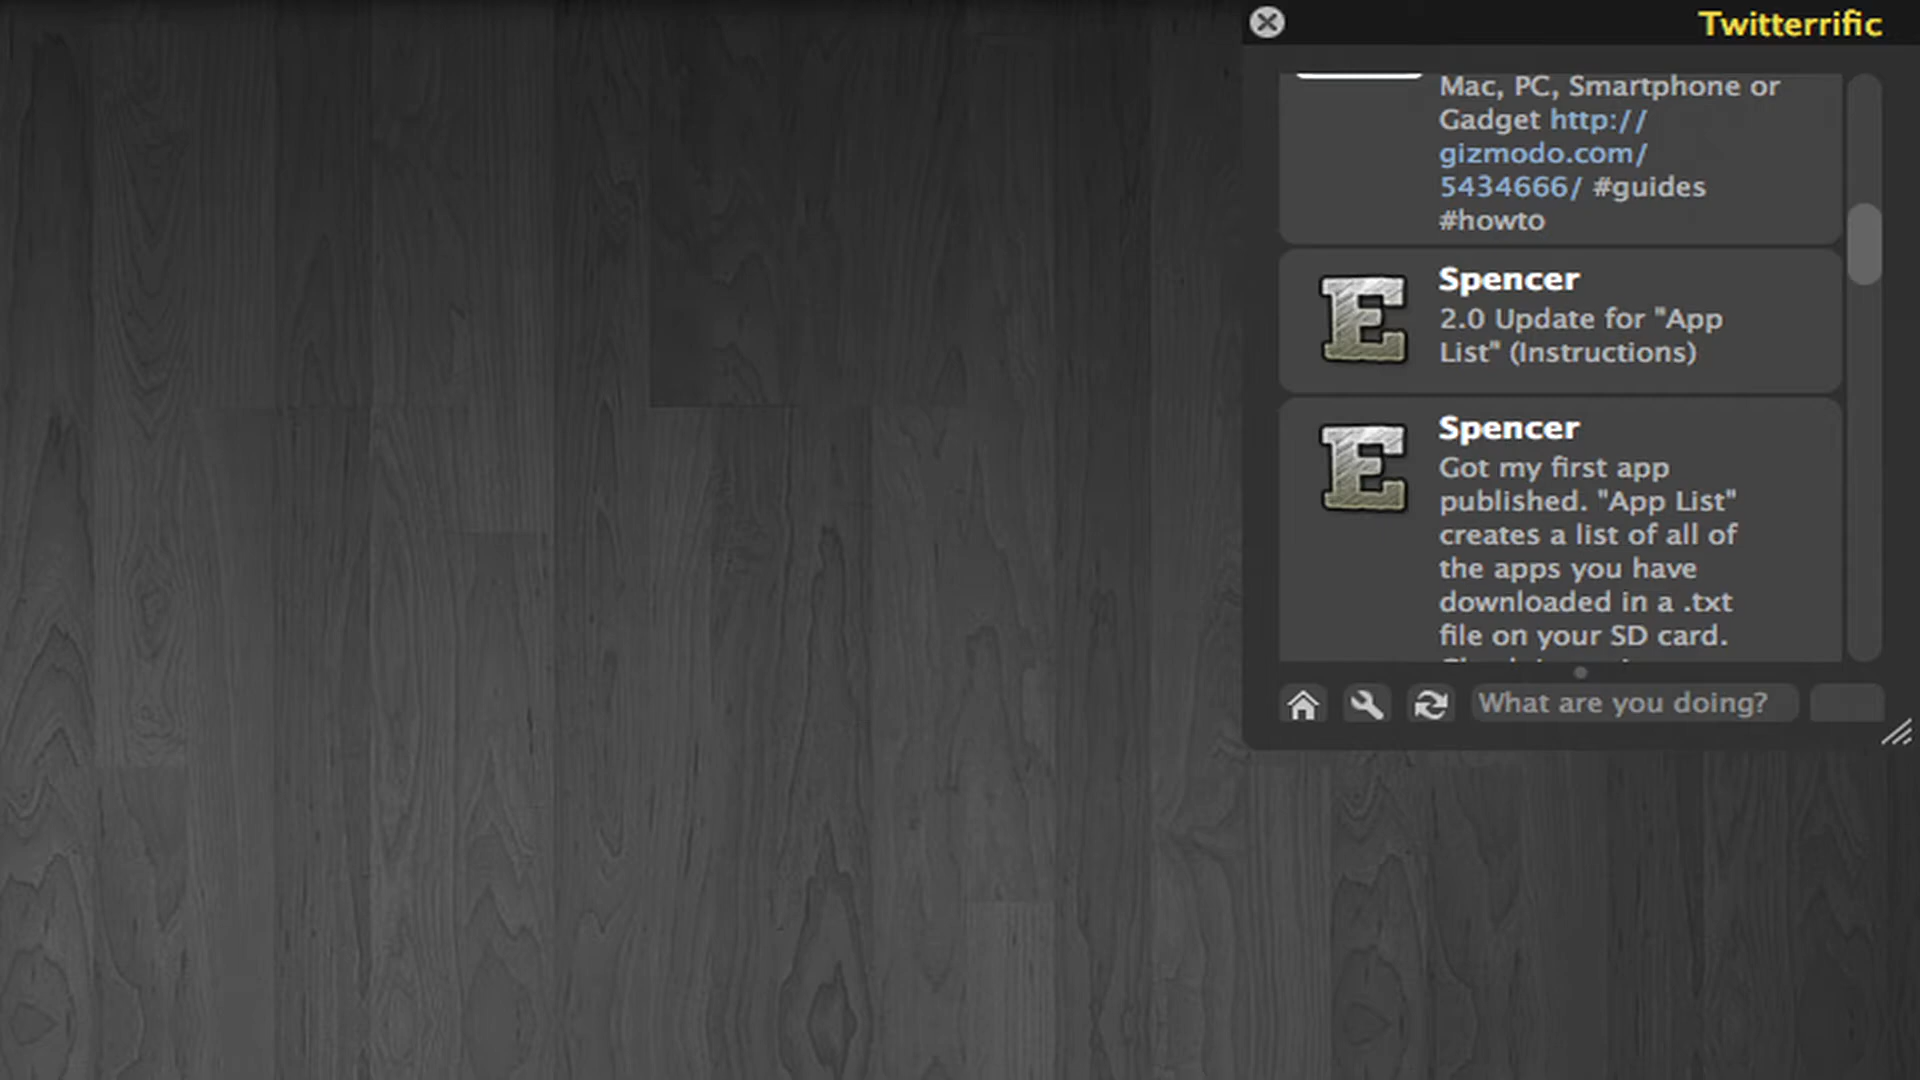 Twitterrific
Mac, PC, Smartphone or
Gadget http://
gizmodo.com/
5434666/ #guides
#howto
E
Spencer
2.0 Update for "App
List" (Instructions)
E
Spencer
Got my first app
published. "App List"
creates a list of all of
the apps you have
downloaded in a .txt
file on your SD card.
What are you doing?